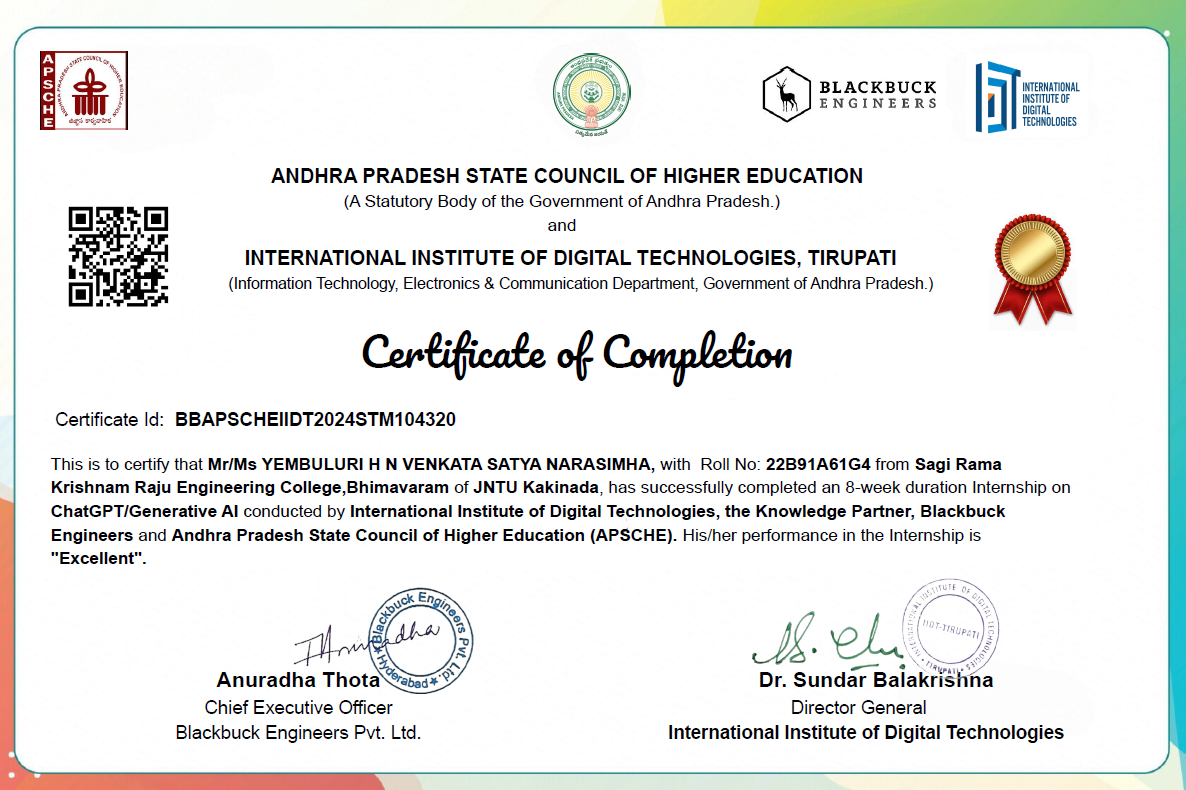 APSCHE
ANDHRA PRADESH STATE COUNCIL OF HIGHER EDUCATION
BLACKBUCK
ENGINEERS
INTERNATIONAL
INSTITUTE OF
DIGITAL
TECHNOLOGIES
ANDHRA PRADESH STATE COUNCIL OF HIGHER EDUCATION
(A Statutory Body of the Government of Andhra Pradesh.)
and
INTERNATIONAL INSTITUTE OF DIGITAL TECHNOLOGIES, TIRUPATI
(Information Technology, Electronics & Communication Department, Government of Andhra Pradesh.)
Certificate of Completion
Certificate Id: BBAPSCHEIIDT2024STM104320
This is to certify that Mr/Ms YEMBULURI H N VENKATA SATYA NARASIMHA, with Roll No: 22B91A61G4 from Sagi Rama
Krishnam Raju Engineering College,Bhimavaram of JNTU Kakinada, has successfully completed an 8-week duration Internship on
ChatGPT/Generative AI conducted by International Institute of Digital Technologies, the Knowledge Partner, Blackbuck
Engineers and Andhra Pradesh State Council of Higher Education (APSCHE). His/her performance in the Internship is
"Excellent".
Blackbuck Engineers Pvt. Ltd.
Hyderabad
INTERNATIONAL INSTITUTE OF DIGITAL TECHNOLOGIES
IIDT-TIRUPATI
TIRUPATI
Anuradha Thota
Chief Executive Officer
Blackbuck Engineers Pvt. Ltd.
Dr. Sundar Balakrishna
Director General
International Institute of Digital Technologies